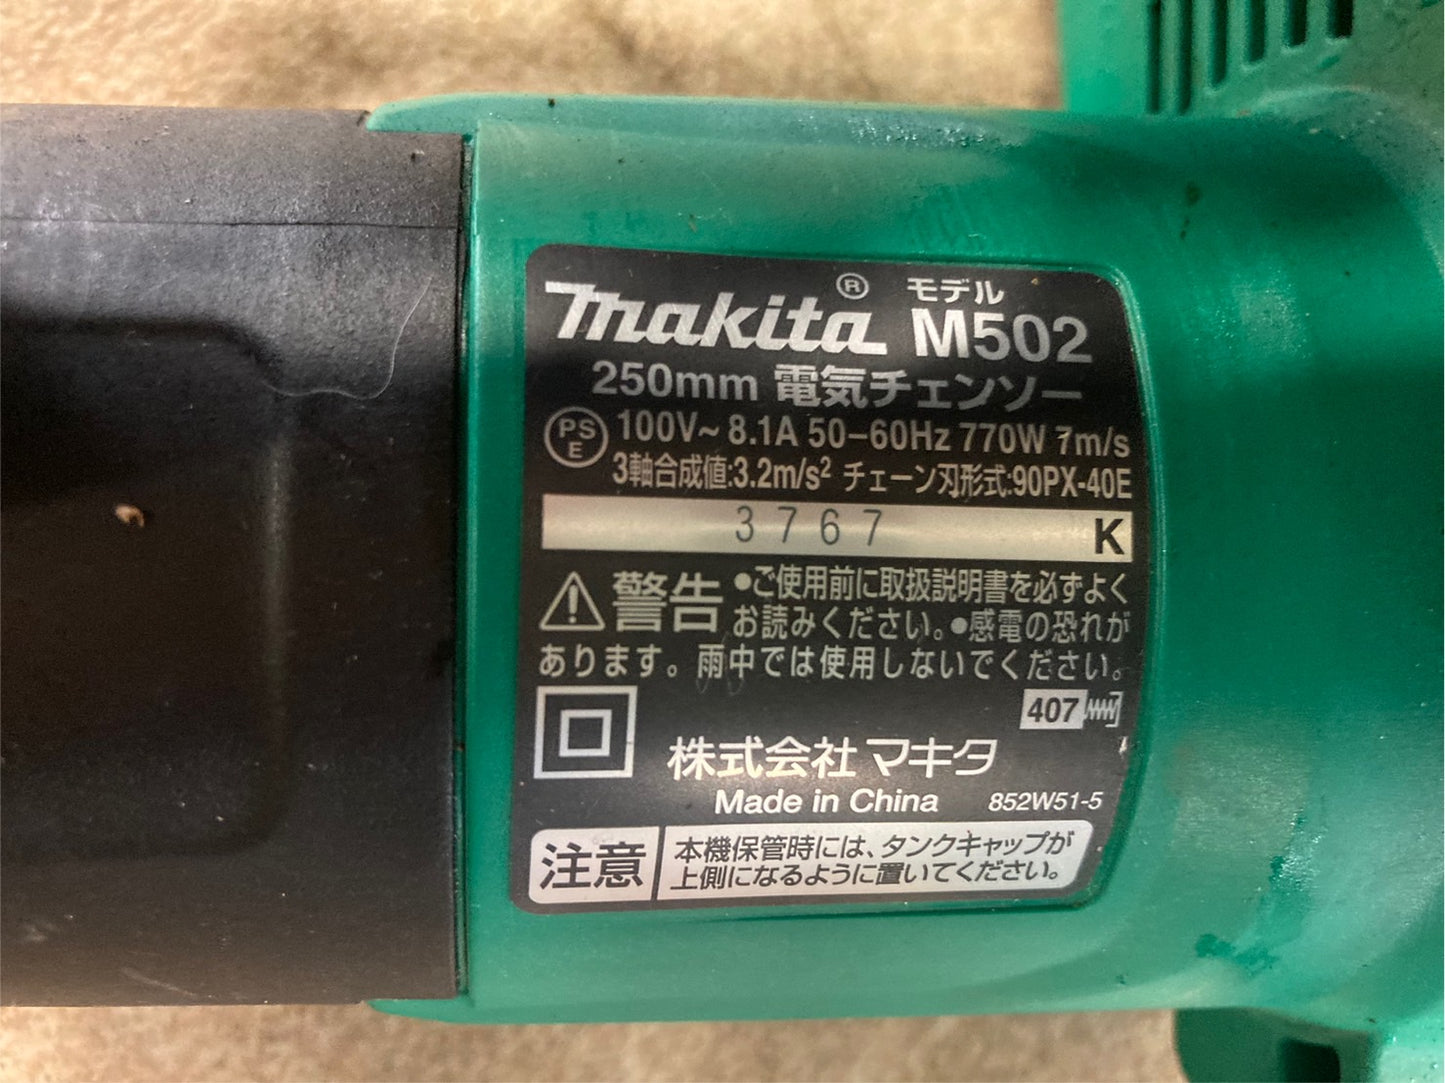 makita® モデル M502
250mm 電気チェンソー
PS E 100V~ 8.1A 50−60Hz 770W 7m/s
3軸合成値:3.2m/s² チェーン刃形式:90PX-40E
3767 K
警告 •ご使用前に取扱説明書を必ずよく
お読みください。•感電の恐れが
あります。雨中では使用しないでください。
407
株式会社 マキタ
Made in China 852W51-5
注意 本機保管時には、タンクキャップが
上側になるように置いてください。